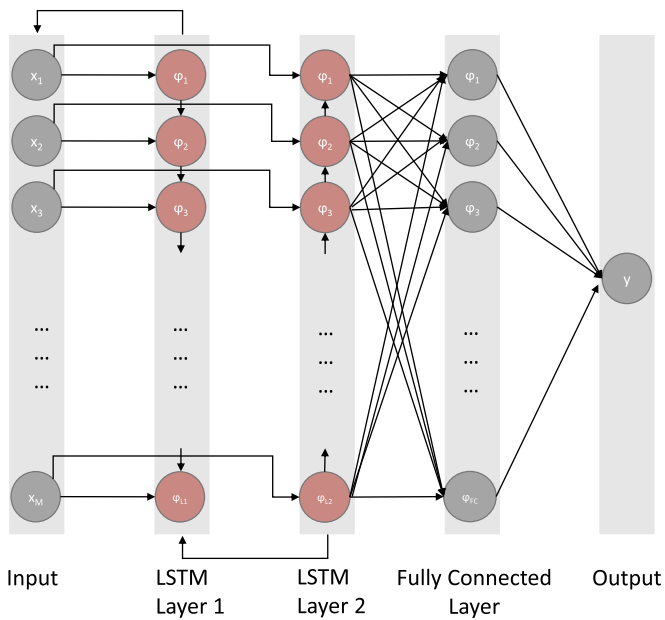 x1 φ1 φ1 φ1
x2 φ2 φ2 φ2
x3 φ3 φ3 φ3
y
... ... ... ...
... ... ... ...
... ... ... ...
xM φL1 φL2 φFC
Input LSTM LSTM Fully Connected Output
Layer 1 Layer 2 Layer